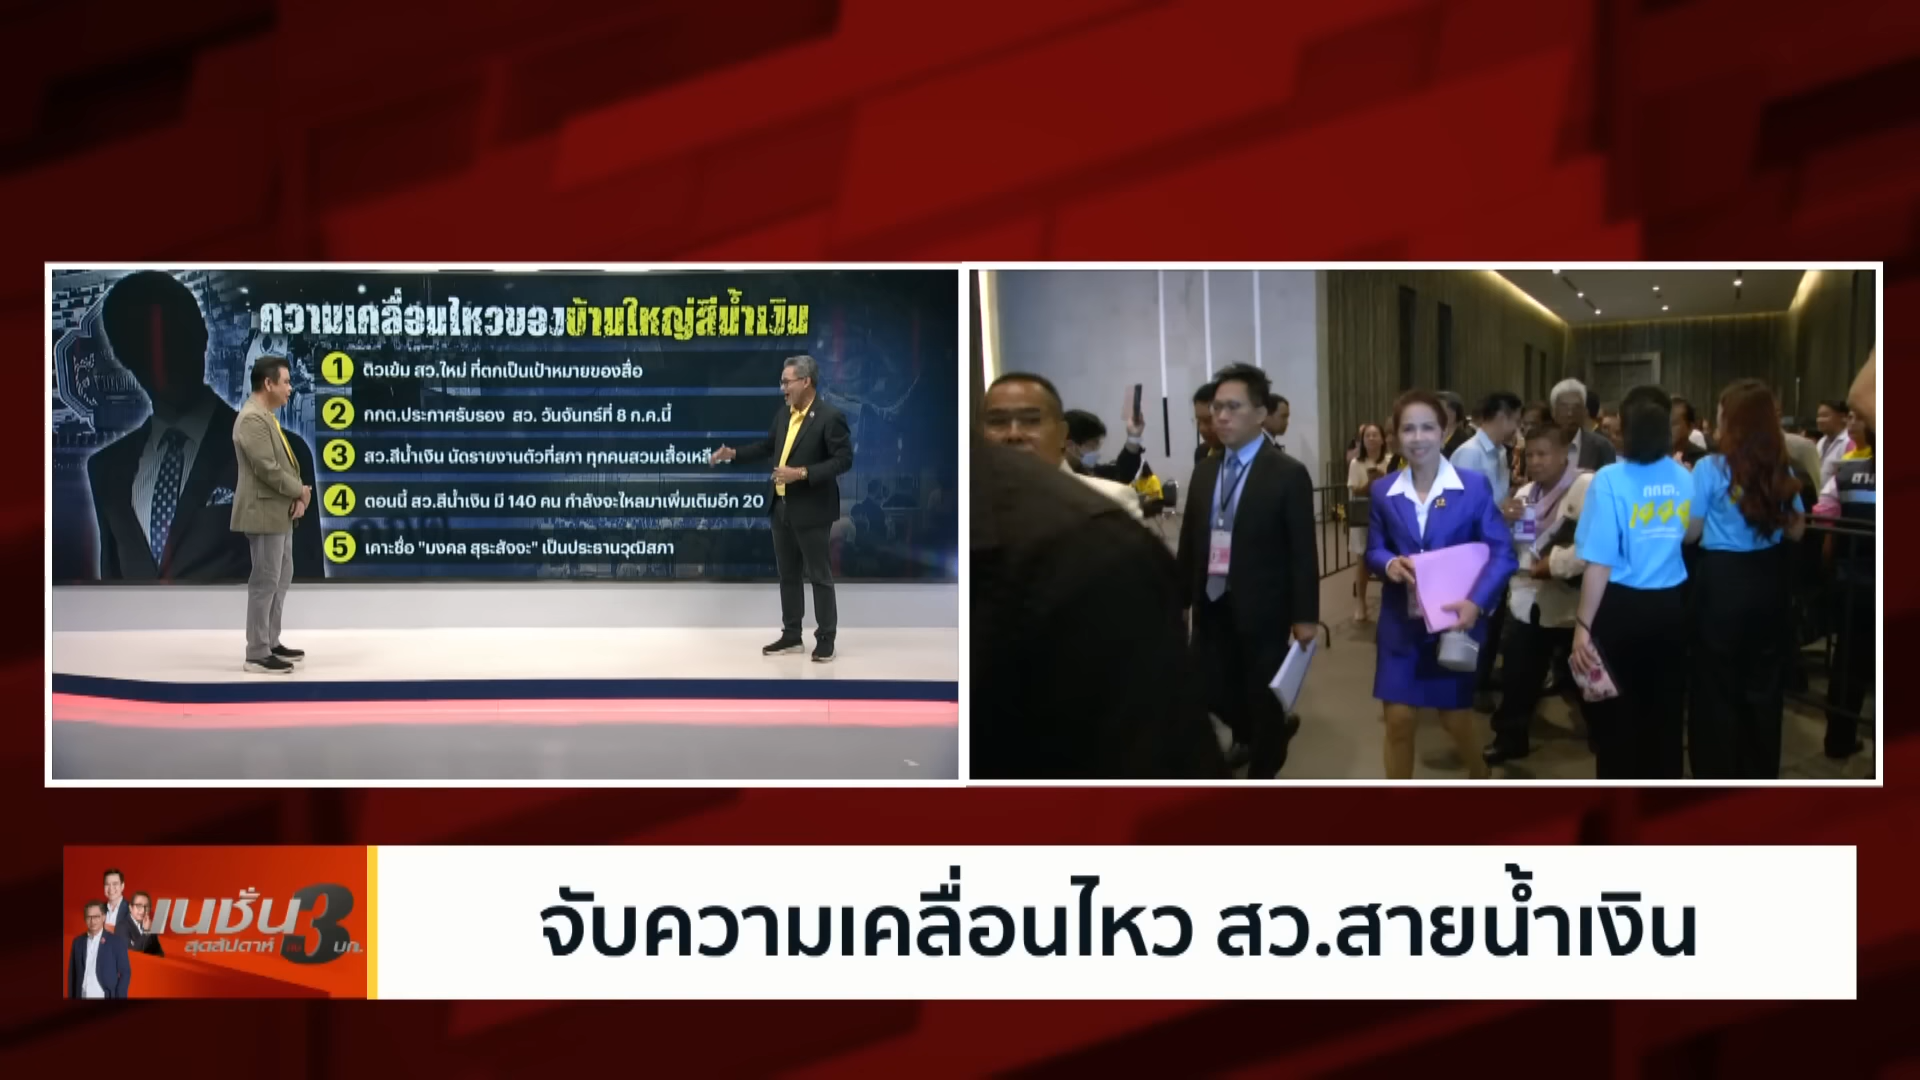 ความเคลื่อนไหวของบ้านใหญ่สีน้ำเงิน
1 ติวเข้ม สว.ใหม่ ที่ตกเป็นเป้าหมายของสื่อ
2 กกต.ประกาศรับรอง สว. วันจันทร์ที่ 8 ก.ค.นี้
3 สว.สีน้ำเงิน นัดรายงานตัวที่สภา ทุกคนสวมเสื้อเหลือง
4 ตอนนี้ สว.สีน้ำเงิน มี 140 คน กำลังจะไหลมาเพิ่มเติมอีก 20
5 เคาะชื่อ "มงคล สุระสัจจะ" เป็นประธานวุฒิสภา
กกต.
1444
เนชั่น
สุดสัปดาห์
กับ 3 บก.
จับความเคลื่อนไหว สว.สายน้ำเงิน